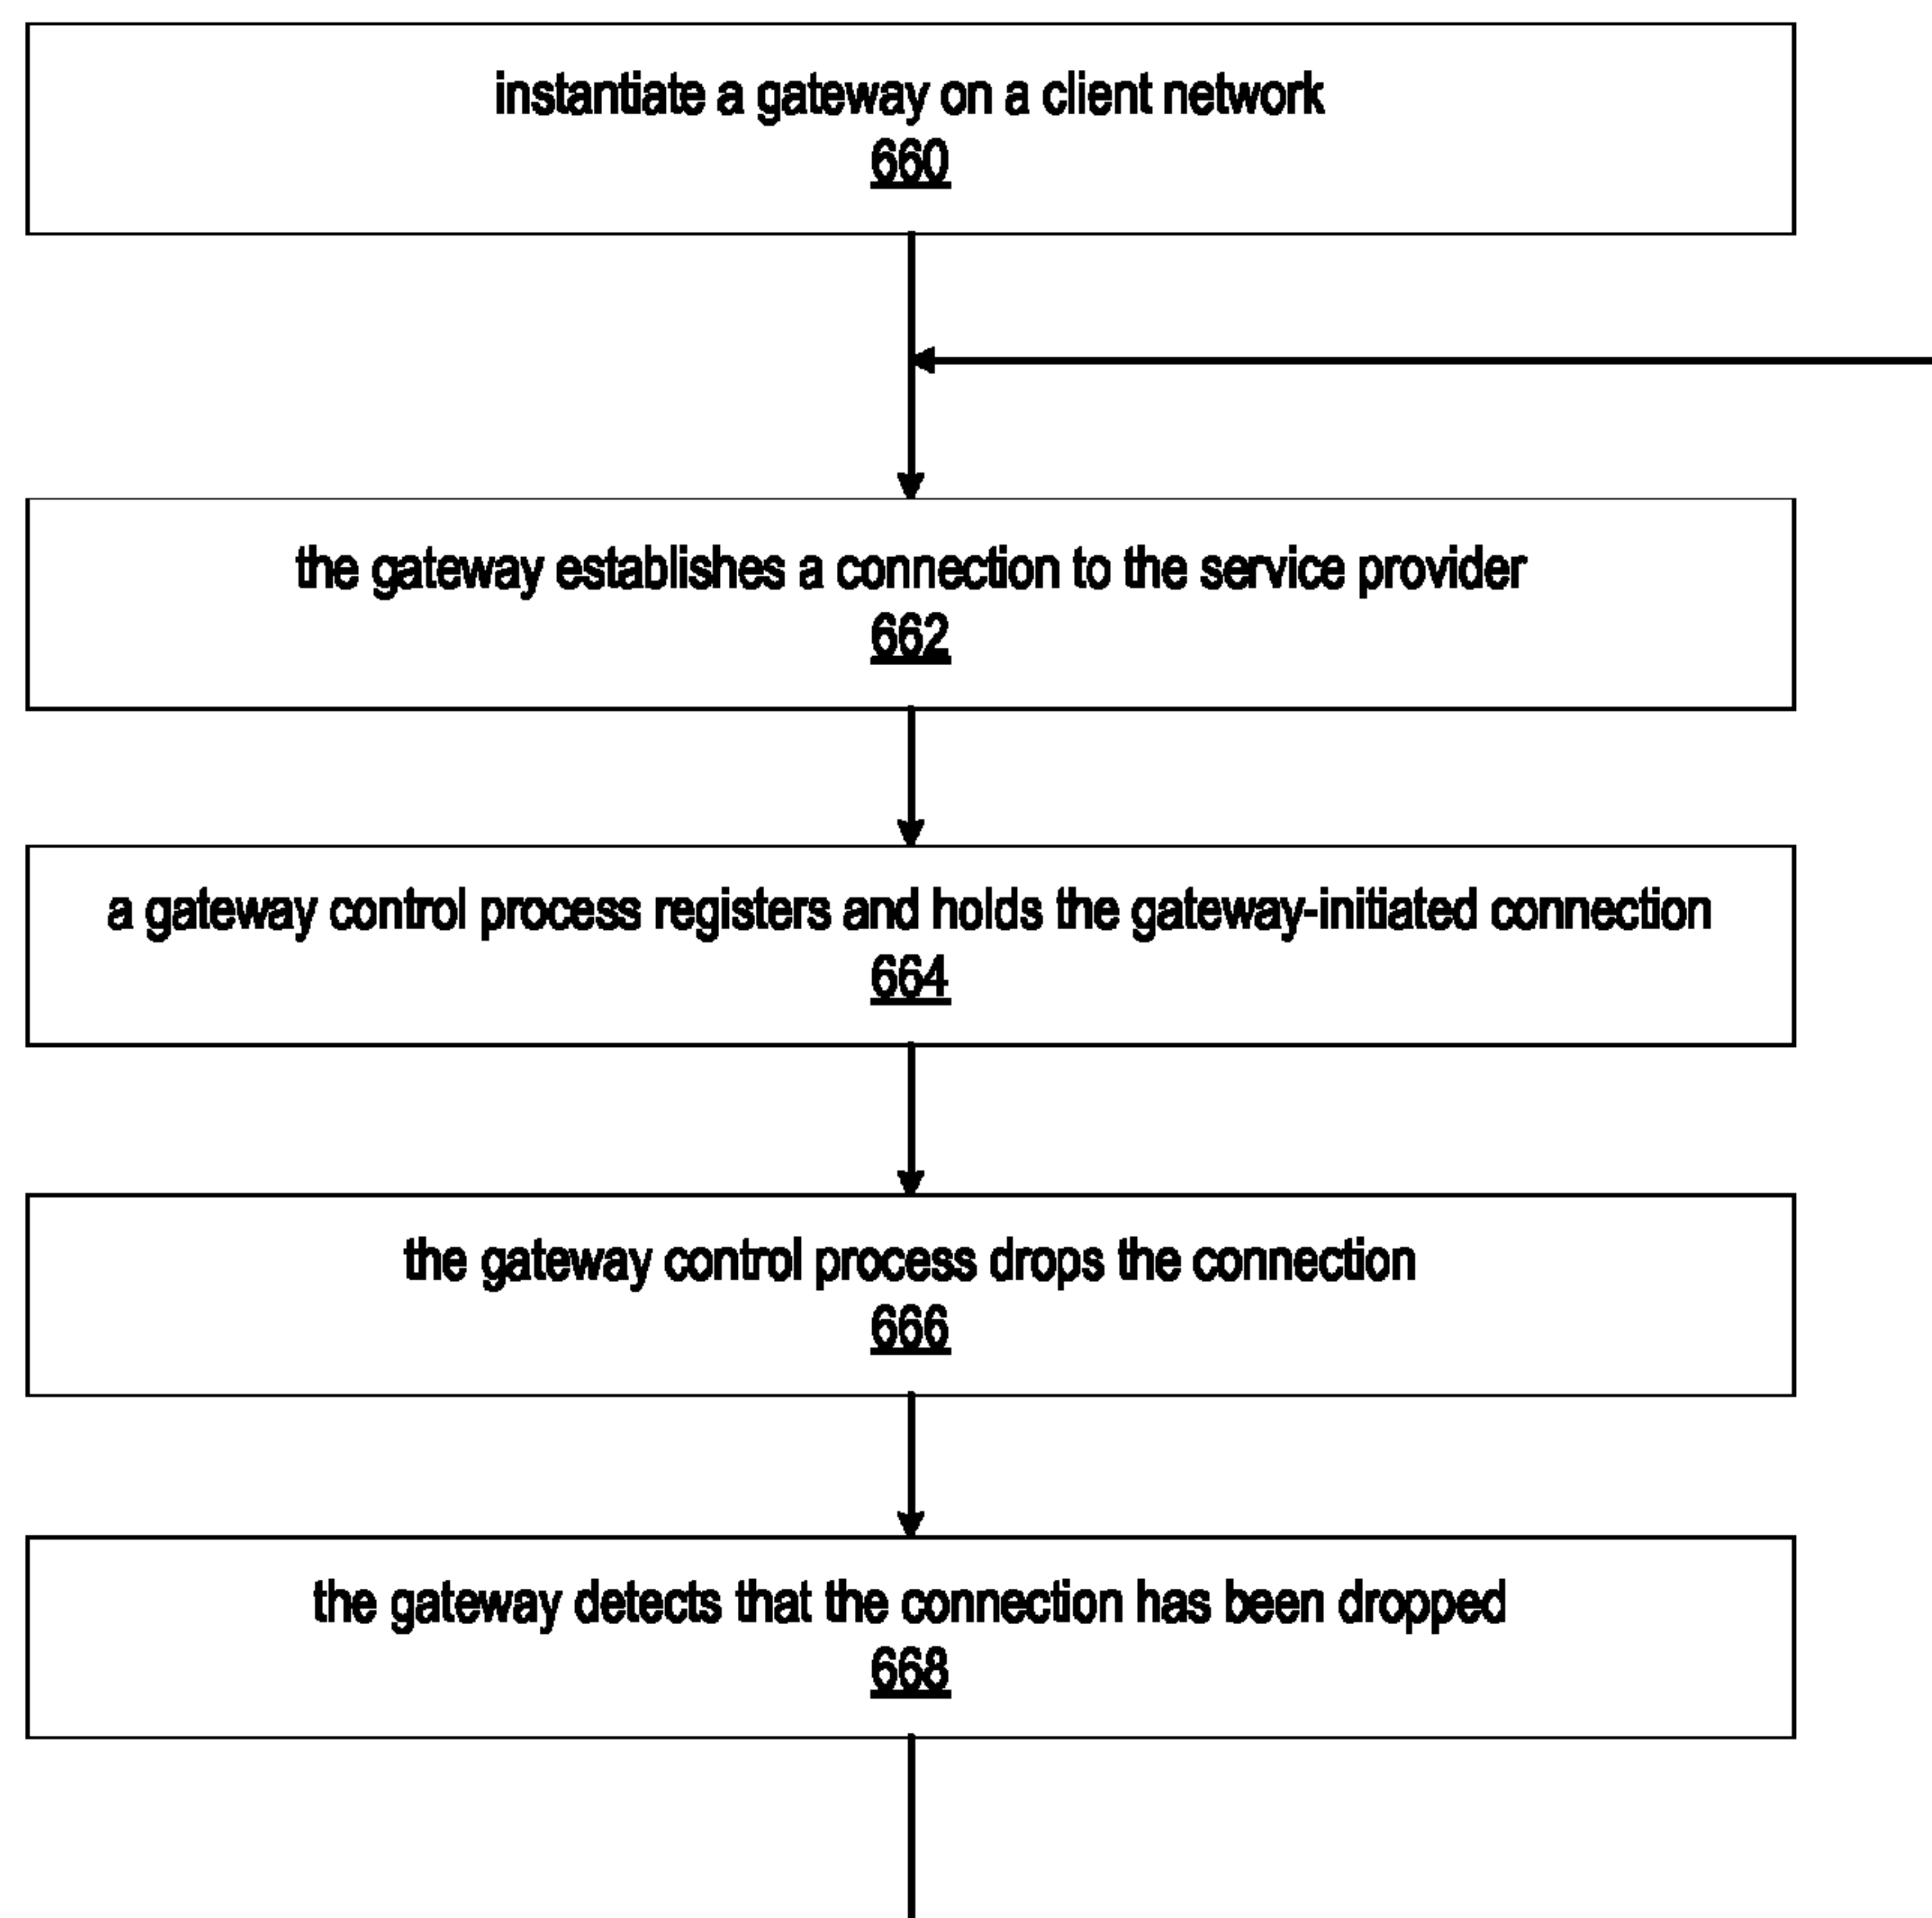 instantiate a gateway on a client network
660
the gateway establishes a connection to the service provider
662
a gateway control process registers and holds the gateway-initiated connection
664
the gateway control process drops the connection
666
the gateway detects that the connection has been dropped
668